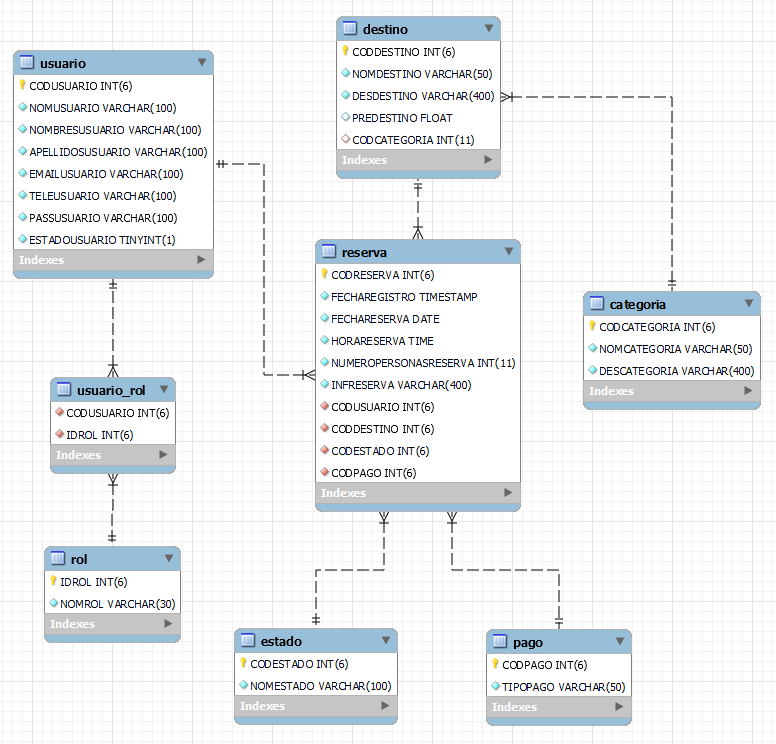 destino
CODDESTINO INT(6)
NOMDESTINO VARCHAR(50)
DESDESTINO VARCHAR(400)
PREDESTINO FLOAT
CODCATEGORIA INT(11)
Indexes
usuario
CODUSUARIO INT(6)
NOMUSUARIO VARCHAR(100)
NOMBRESUSUARIO VARCHAR(100)
APELLIDOSUSUARIO VARCHAR(100)
EMAILUSUARIO VARCHAR(100)
TELEUSUARIO VARCHAR(100)
PASSUSUARIO VARCHAR(100)
ESTADOUSUARIO TINYINT(1)
Indexes
reserva
CODRESERVA INT(6)
FECHAREGISTRO TIMESTAMP
FECHARESERVA DATE
HORARESERVA TIME
NUMEROPERSONASRESERVA INT(11)
INFRESERVA VARCHAR(400)
CODUSUARIO INT(6)
CODDESTINO INT(6)
CODESTADO INT(6)
CODPAGO INT(6)
Indexes
categoria
CODCATEGORIA INT(6)
NOMCATEGORIA VARCHAR(50)
DESCATEGORIA VARCHAR(400)
Indexes
usuario_rol
CODUSUARIO INT(6)
IDROL INT(6)
Indexes
rol
IDROL INT(6)
NOMROL VARCHAR(30)
Indexes
estado
CODESTADO INT(6)
NOMESTADO VARCHAR(100)
Indexes
pago
CODPAGO INT(6)
TIPOPAGO VARCHAR(50)
Indexes